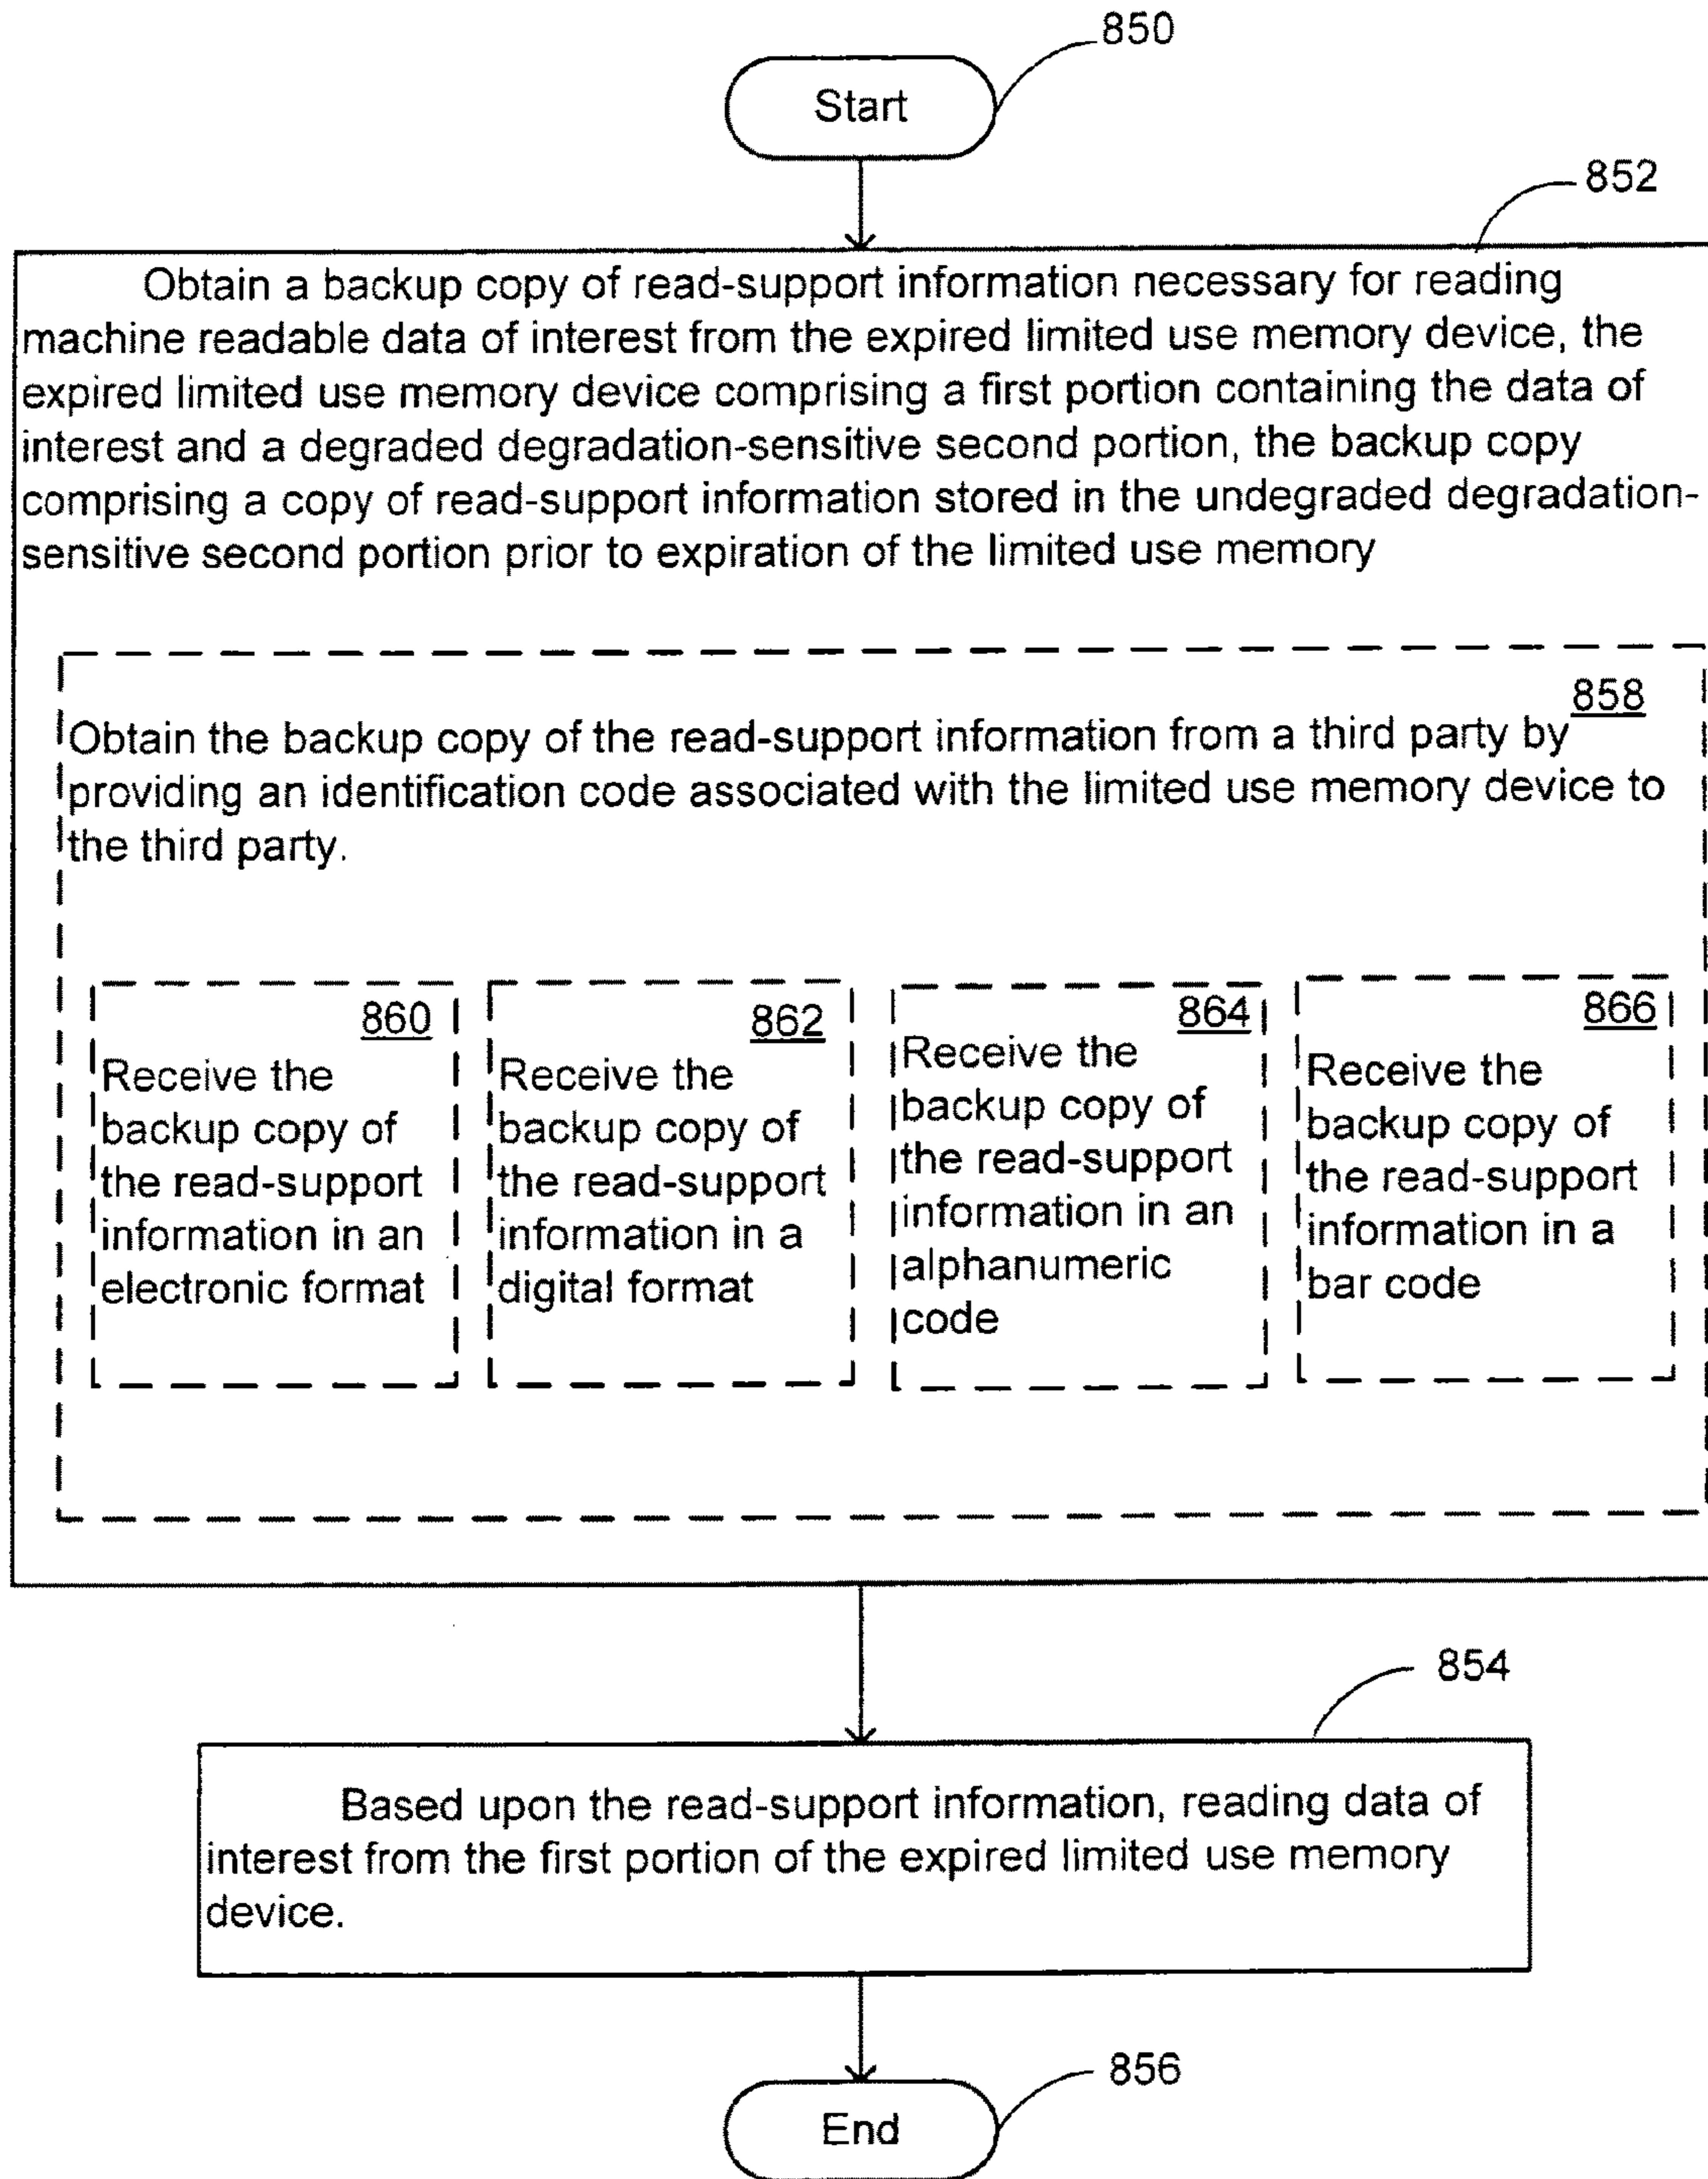 850
Start
852
Obtain a backup copy of read-support information necessary for reading
machine readable data of interest from the expired limited use memory device, the
expired limited use memory device comprising a first portion containing the data of
interest and a degraded degradation-sensitive second portion, the backup copy
comprising a copy of read-support information stored in the undegraded degradation-
sensitive second portion prior to expiration of the limited use memory
858
Obtain the backup copy of the read-support information from a third party by
providing an identification code associated with the limited use memory device to
the third party.
860
Receive the
backup copy of
the read-support
information in an
electronic format
862
Receive the
backup copy of
the read-support
information in a
digital format
864
Receive the
backup copy of
the read-support
information in an
alphanumeric
code
866
Receive the
backup copy of
the read-support
information in a
bar code
854
Based upon the read-support information, reading data of
interest from the first portion of the expired limited use memory
device.
856
End